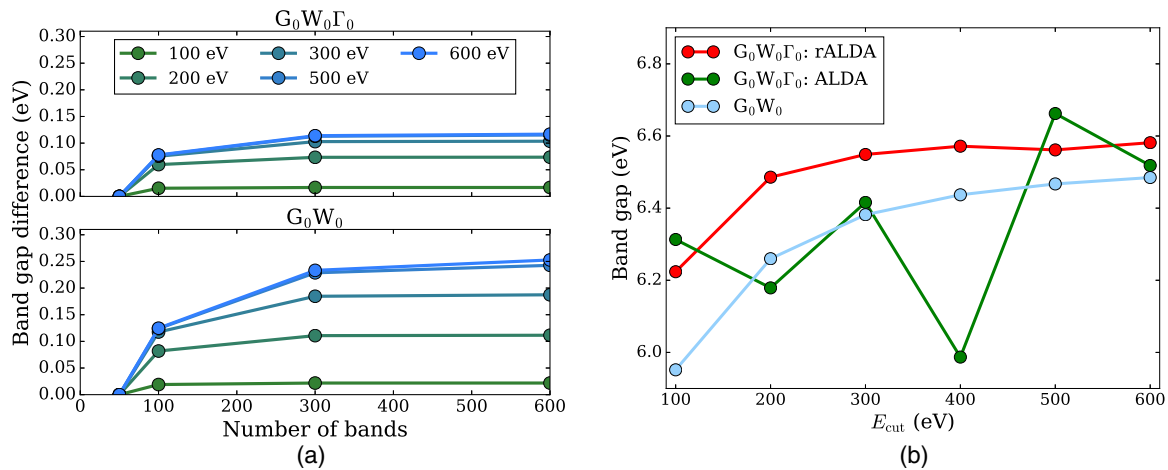 G₀W₀Γ₀
0.30
0.25
0.20
0.15
0.10
0.05
0.00
100 eV
200 eV
300 eV
500 eV
600 eV
G₀W₀
0.30
0.25
0.20
0.15
0.10
0.05
0.00
0 100 200 300 400 500 600
Band gap difference (eV)
Number of bands
(a)
G₀W₀Γ₀: rALDA
G₀W₀Γ₀: ALDA
G₀W₀
6.8
6.6
6.4
6.2
6.0
Band gap (eV)
100 200 300 400 500 600
E_cut (eV)
(b)